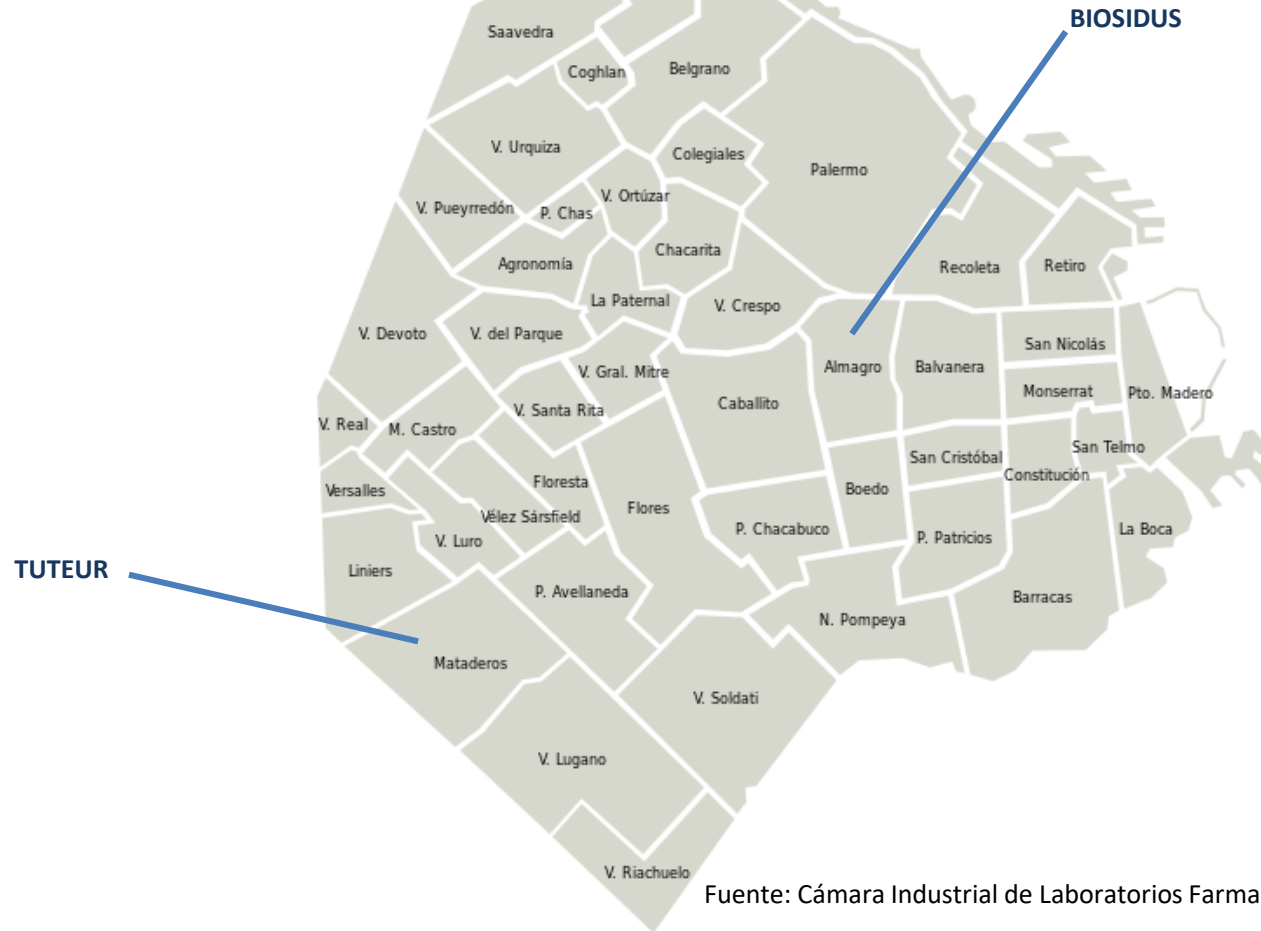 BIOSIDUS
Saavedra
Coghlan
Belgrano
V. Urquiza
Colegiales
Palermo
V. Pueyrredón
P. Chas
V. Ortúzar
Agronomía
Chacarita
Recoleta
Retiro
La Paternal
V. Crespo
V. Devoto
V. del Parque
San Nicolás
V. Gral. Mitre
Almagro
Balvanera
Monserrat
Pto. Madero
V. Santa Rita
Caballito
V. Real
M. Castro
San Telmo
San Cristóbal
Constitución
Versalles
Floresta
Boedo
Vélez Sársfield
Flores
P. Chacabuco
P. Patricios
La Boca
V. Luro
TUTEUR
Liniers
P. Avellaneda
Barracas
N. Pompeya
Mataderos
V. Soldati
V. Lugano
V. Riachuelo
Fuente: Cámara Industrial de Laboratorios Farma